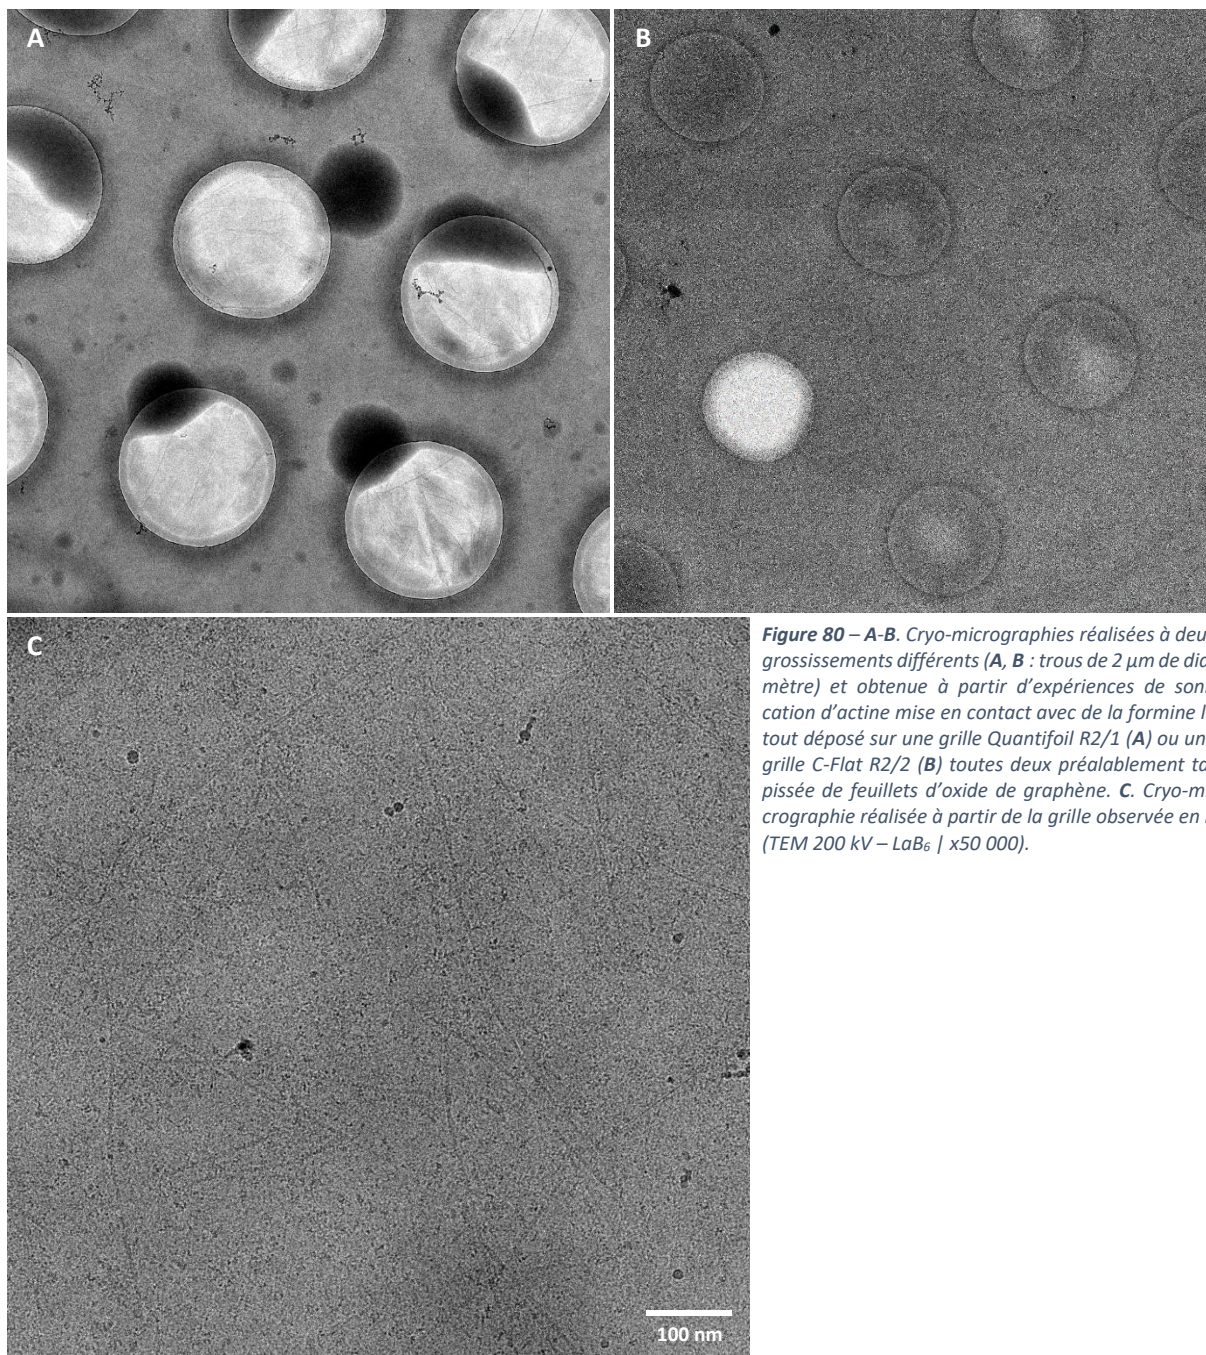 A
B
C
Figure 80 – A-B. Cryo-micrographies réalisées à deu
grossissements différents (A, B : trous de 2 µm de dia
mètre) et obtenue à partir d’expériences de son
cation d’actine mise en contact avec de la formine l
tout déposé sur une grille Quantifoil R2/1 (A) ou un
grille C-Flat R2/2 (B) toutes deux préalablement ta
pissée de feuillets d’oxide de graphène. C. Cryo-mi
crographie réalisée à partir de la grille observée en
(TEM 200 kV – LaB₆ | x50 000).
100 nm